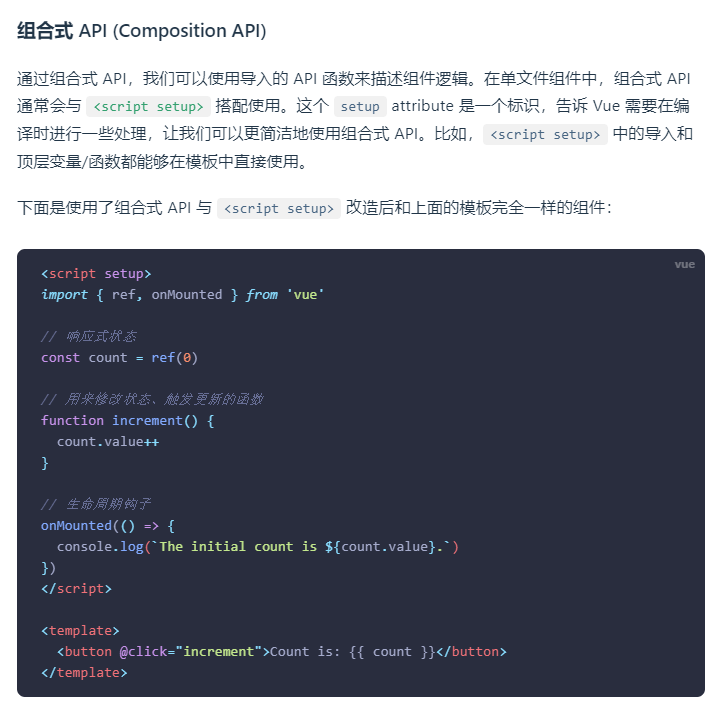 组合式 API (Composition API)
通过组合式 API，我们可以使用导入的 API 函数来描述组件逻辑。在单文件组件中，组合式 API
通常会与 <script setup> 搭配使用。这个 setup attribute 是一个标识，告诉 Vue 需要在编
译时进行一些处理，让我们可以更简洁地使用组合式 API。比如，<script setup> 中的导入和
顶层变量/函数都能够在模板中直接使用。
下面是使用了组合式 API 与 <script setup> 改造后和上面的模板完全一样的组件：
vue
<script setup>
import { ref, onMounted } from 'vue'
// 响应式状态
const count = ref(0)
// 用来修改状态、触发更新的函数
function increment() {
  count.value++
}
// 生命周期钩子
onMounted(() => {
  console.log(`The initial count is ${count.value}.`)
})
</script>
<template>
  <button @click="increment">Count is: {{ count }}</button>
</template>